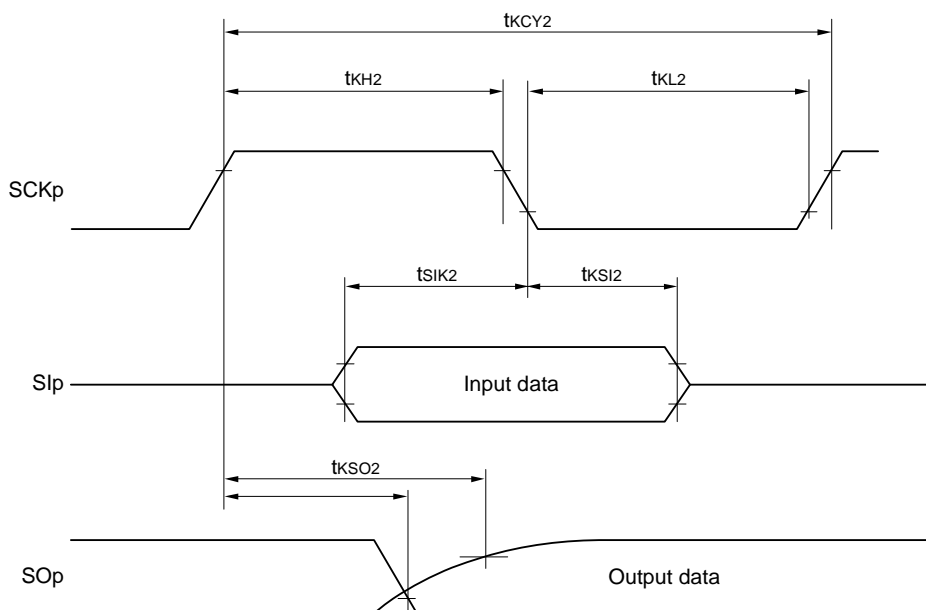 tKCY2
tKH2
tKL2
SCKp
tSIK2
tKSI2
SIp
Input data
tKSO2
SOp
Output data